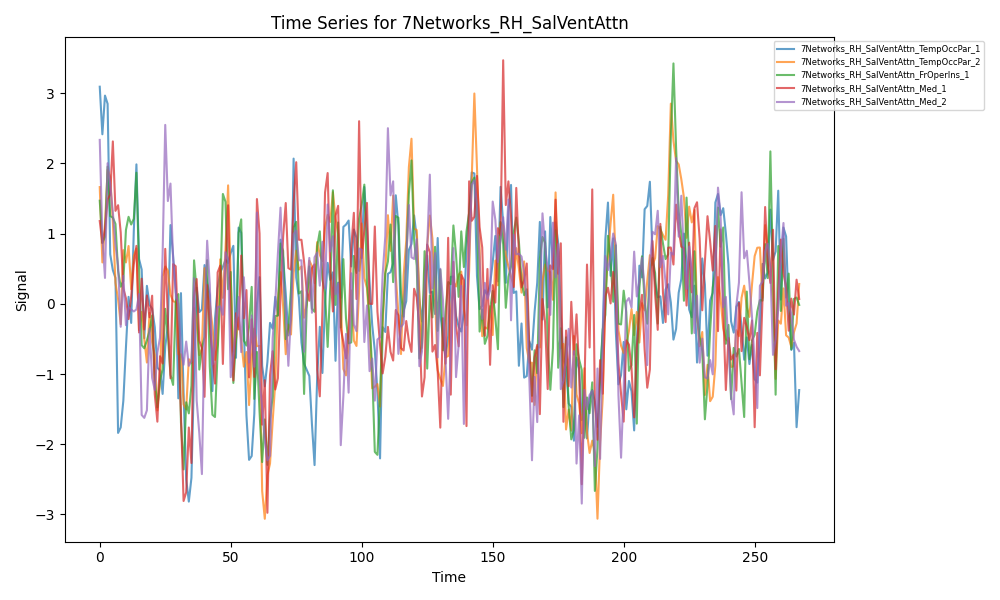 Time Series for 7Networks_RH_SalVentAttn
7Networks_RH_SalVentAttn_TempOccPar_1
7Networks_RH_SalVentAttn_TempOccPar_2
7Networks_RH_SalVentAttn_FrOperIns_1
7Networks_RH_SalVentAttn_Med_1
7Networks_RH_SalVentAttn_Med_2
3
2
1
0
−1
−2
−3
Signal
0 50 100 150 200 250
Time